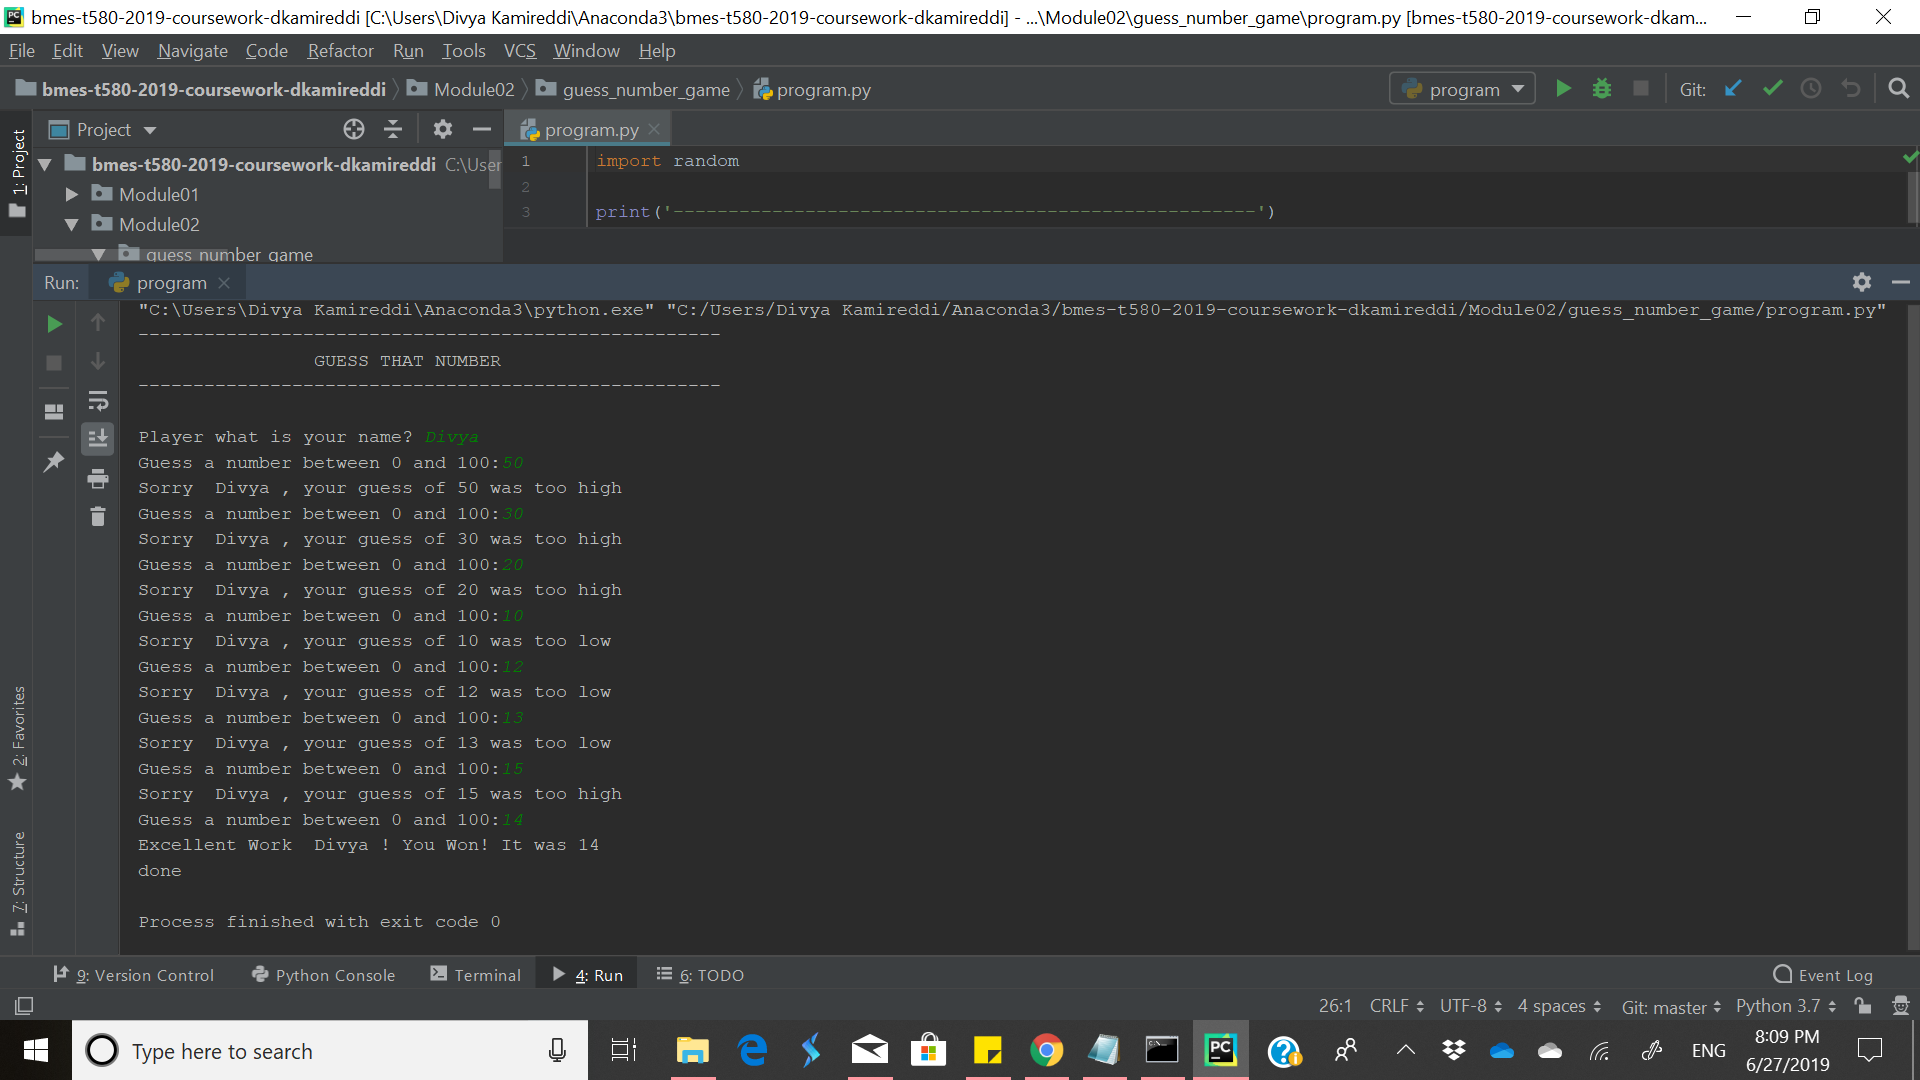 bmes-t580-2019-coursework-dkamireddi [C:\Users\Divya Kamireddi\Anaconda3\bmes-t580-2019-coursework-dkamireddi] - ...\Module02\guess_number_game\program.py [bmes-t580-2019-coursework-dkam...
File Edit View Navigate Code Refactor Run Tools VCS Window Help
bmes-t580-2019-coursework-dkamireddi Module02 guess_number_game program.py program Git:
Project program.py
1: Project
bmes-t580-2019-coursework-dkamireddi C:\User
Module01
Module02
guess_number_game
1 import random
2
3 print('-----------------------------------------------------')
Run: program
"C:\Users\Divya Kamireddi\Anaconda3\python.exe" "C:/Users/Divya Kamireddi/Anaconda3/bmes-t580-2019-coursework-dkamireddi/Module02/guess_number_game/program.py"
-----------------------------------------------------
GUESS THAT NUMBER
-----------------------------------------------------
Player what is your name? Divya
Guess a number between 0 and 100:50
Sorry  Divya , your guess of 50 was too high
Guess a number between 0 and 100:30
Sorry  Divya , your guess of 30 was too high
Guess a number between 0 and 100:20
Sorry  Divya , your guess of 20 was too high
Guess a number between 0 and 100:10
Sorry  Divya , your guess of 10 was too low
Guess a number between 0 and 100:12
Sorry  Divya , your guess of 12 was too low
Guess a number between 0 and 100:13
Sorry  Divya , your guess of 13 was too low
Guess a number between 0 and 100:15
Sorry  Divya , your guess of 15 was too high
Guess a number between 0 and 100:14
Excellent Work  Divya ! You Won! It was 14
done
Process finished with exit code 0
2: Favorites
7: Structure
9: Version Control Python Console Terminal 4: Run 6: TODO Event Log
26:1 CRLF UTF-8 4 spaces Git: master Python 3.7
Type here to search
PC
ENG
8:09 PM
6/27/2019